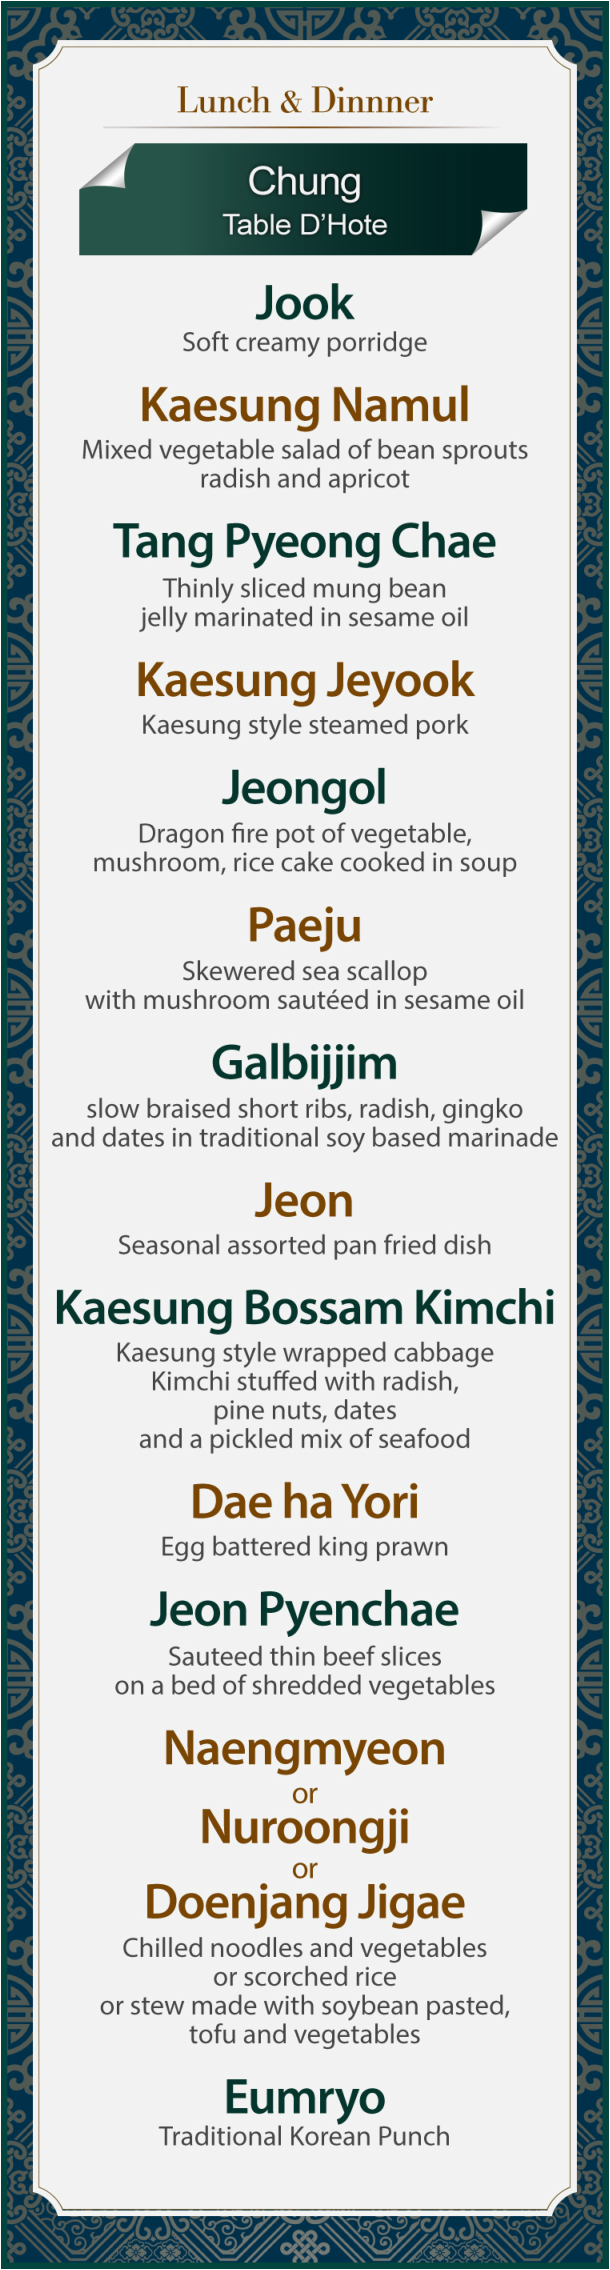 Lunch & Dinnner
Chung
Table D’Hote
Jook
Soft creamy porridge
Kaesung Namul
Mixed vegetable salad of bean sprouts
radish and apricot
Tang Pyeong Chae
Thinly sliced mung bean
jelly marinated in sesame oil
Kaesung Jeyook
Kaesung style steamed pork
Jeongol
Dragon fire pot of vegetable,
mushroom, rice cake cooked in soup
Paeju
Skewered sea scallop
with mushroom sautéed in sesame oil
Galbijjim
slow braised short ribs, radish, gingko
and dates in traditional soy based marinade
Jeon
Seasonal assorted pan fried dish
Kaesung Bossam Kimchi
Kaesung style wrapped cabbage
Kimchi stuffed with radish,
pine nuts, dates
and a pickled mix of seafood
Dae ha Yori
Egg battered king prawn
Jeon Pyenchae
Sauteed thin beef slices
on a bed of shredded vegetables
Naengmyeon
or
Nuroongji
or
Doenjang Jigae
Chilled noodles and vegetables
or scorched rice
or stew made with soybean pasted,
tofu and vegetables
Eumryo
Traditional Korean Punch